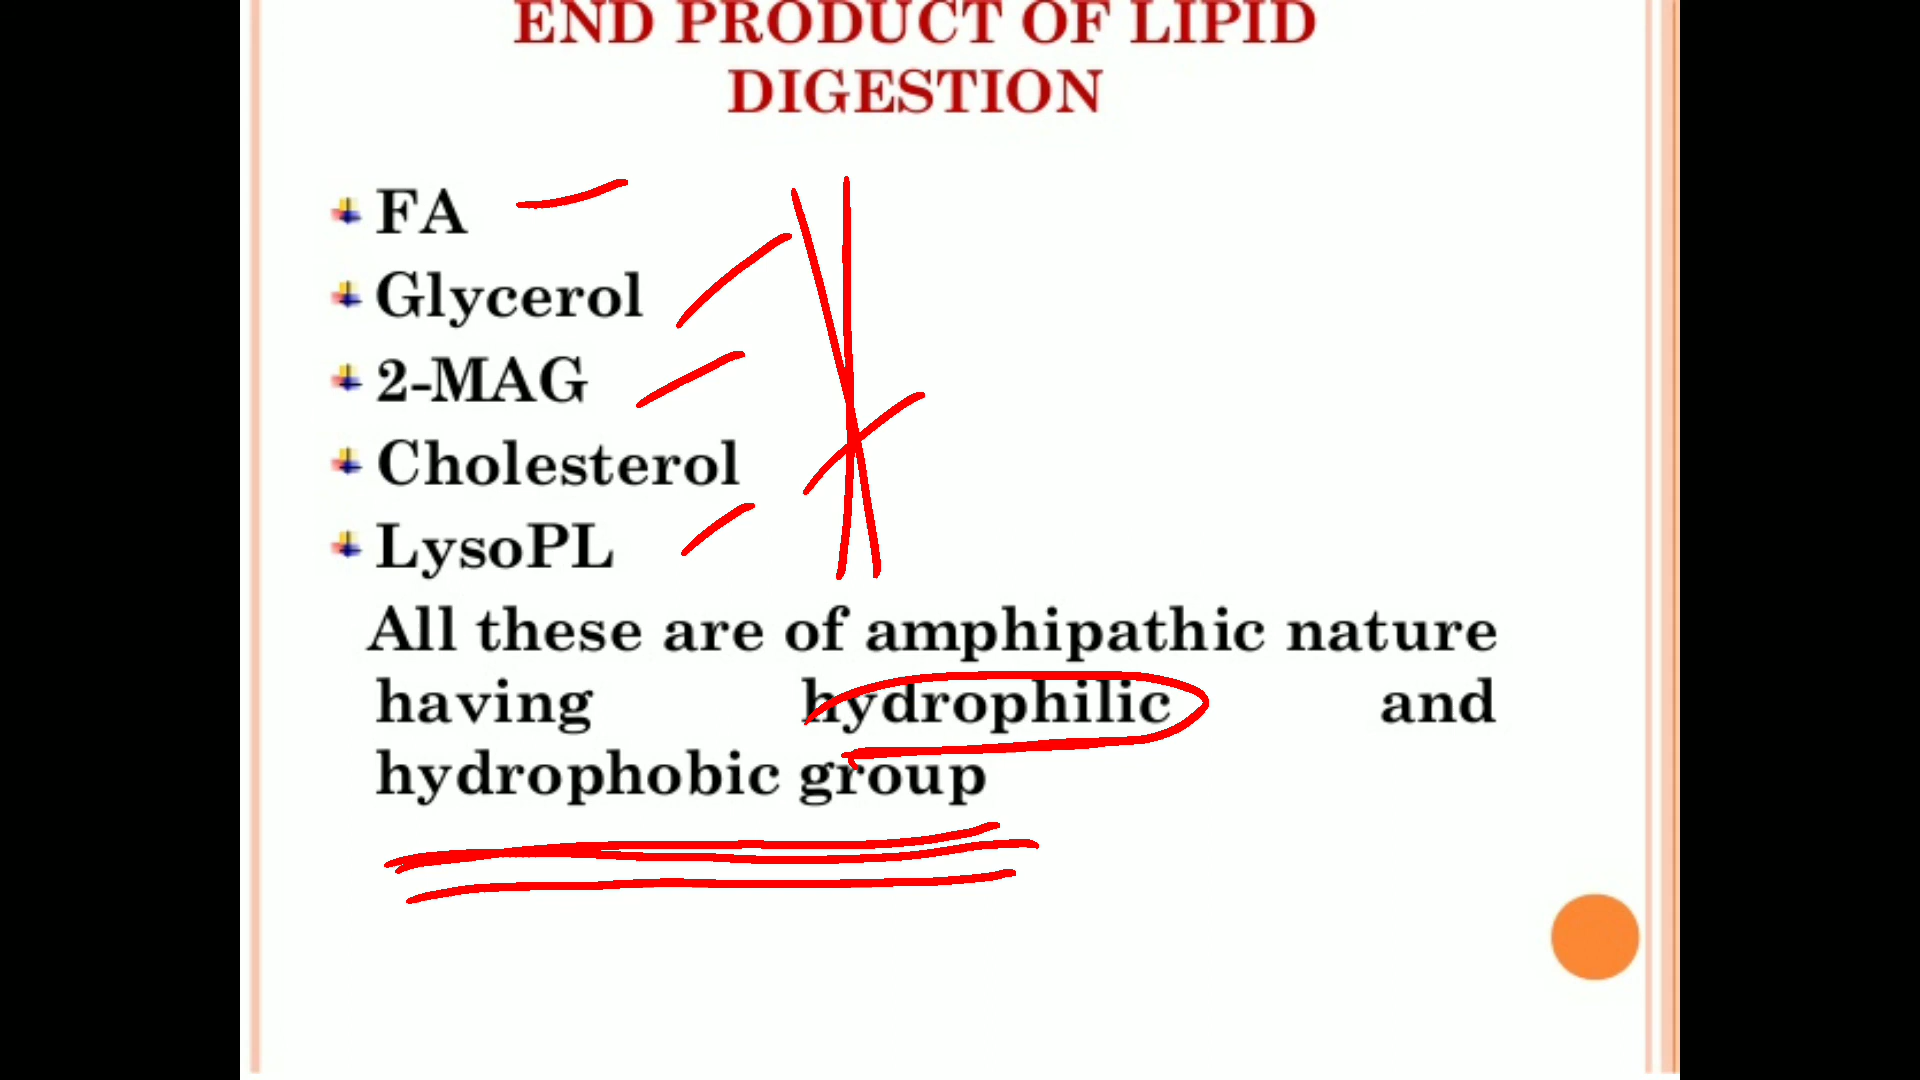 END PRODUCT OF LIPID
DIGESTION
FA
Glycerol
2-MAG
Cholesterol
LysoPL
All these are of amphipathic nature
having hydrophilic and
hydrophobic group